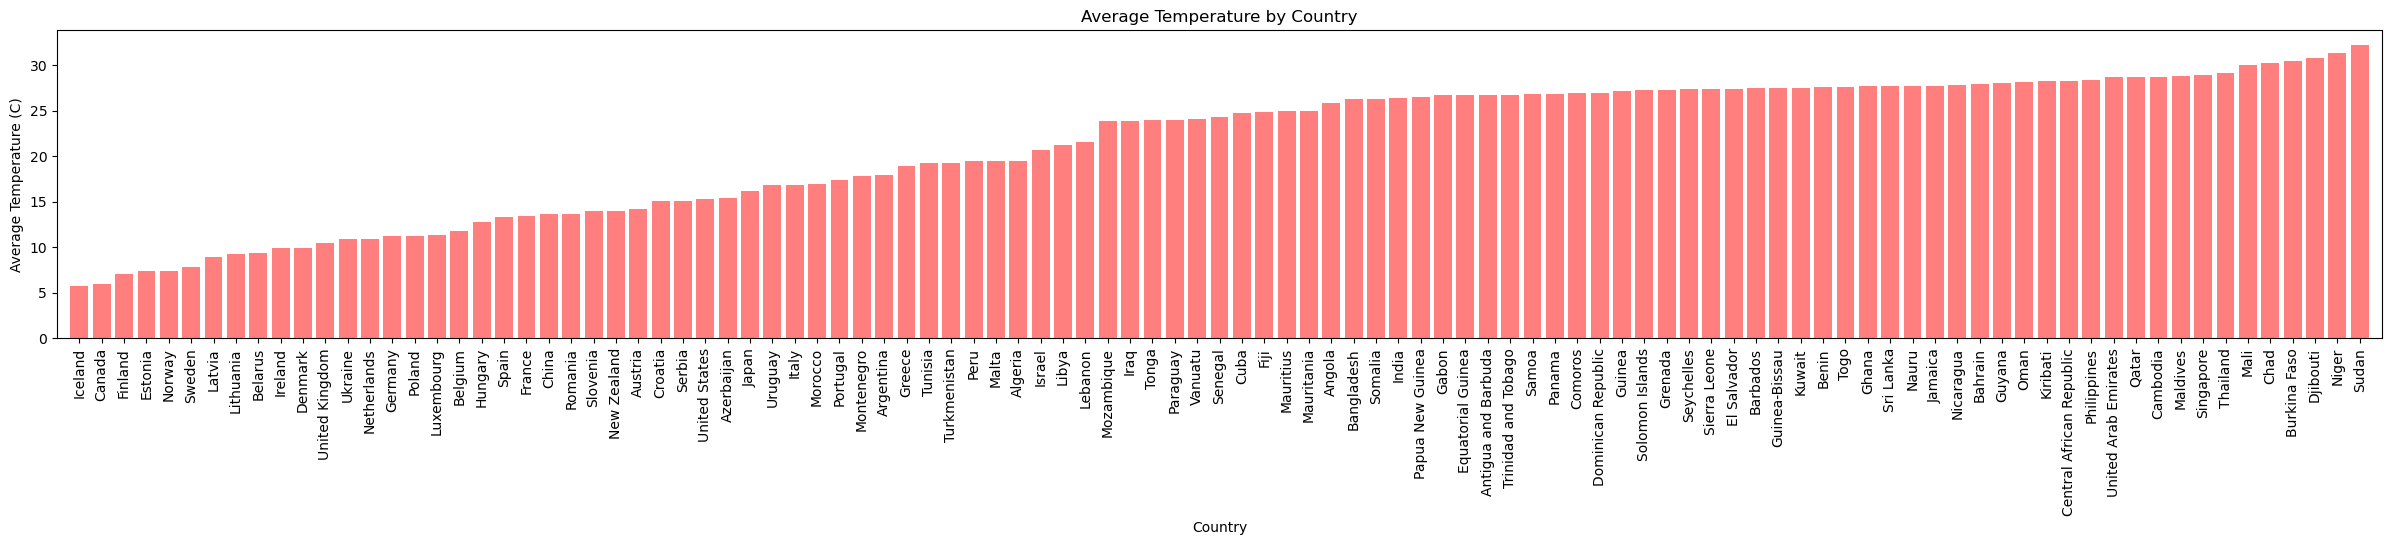 Average Temperature by Country
Average Temperature (C)
30
25
20
15
10
5
0
Iceland
Canada
Finland
Estonia
Norway
Sweden
Latvia
Lithuania
Belarus
Ireland
Denmark
United Kingdom
Ukraine
Netherlands
Germany
Poland
Luxembourg
Belgium
Hungary
Spain
France
China
Romania
Slovenia
New Zealand
Austria
Croatia
Serbia
United States
Azerbaijan
Japan
Uruguay
Italy
Morocco
Portugal
Montenegro
Argentina
Greece
Tunisia
Turkmenistan
Peru
Malta
Algeria
Israel
Libya
Lebanon
Mozambique
Iraq
Tonga
Paraguay
Vanuatu
Senegal
Cuba
Fiji
Mauritius
Mauritania
Angola
Bangladesh
Somalia
India
Papua New Guinea
Gabon
Equatorial Guinea
Antigua and Barbuda
Trinidad and Tobago
Samoa
Panama
Comoros
Dominican Republic
Guinea
Solomon Islands
Grenada
Seychelles
Sierra Leone
El Salvador
Barbados
Guinea-Bissau
Kuwait
Benin
Togo
Ghana
Sri Lanka
Nauru
Jamaica
Nicaragua
Bahrain
Guyana
Oman
Kiribati
Central African Republic
Philippines
United Arab Emirates
Qatar
Cambodia
Maldives
Singapore
Thailand
Mali
Chad
Burkina Faso
Djibouti
Niger
Sudan
Country